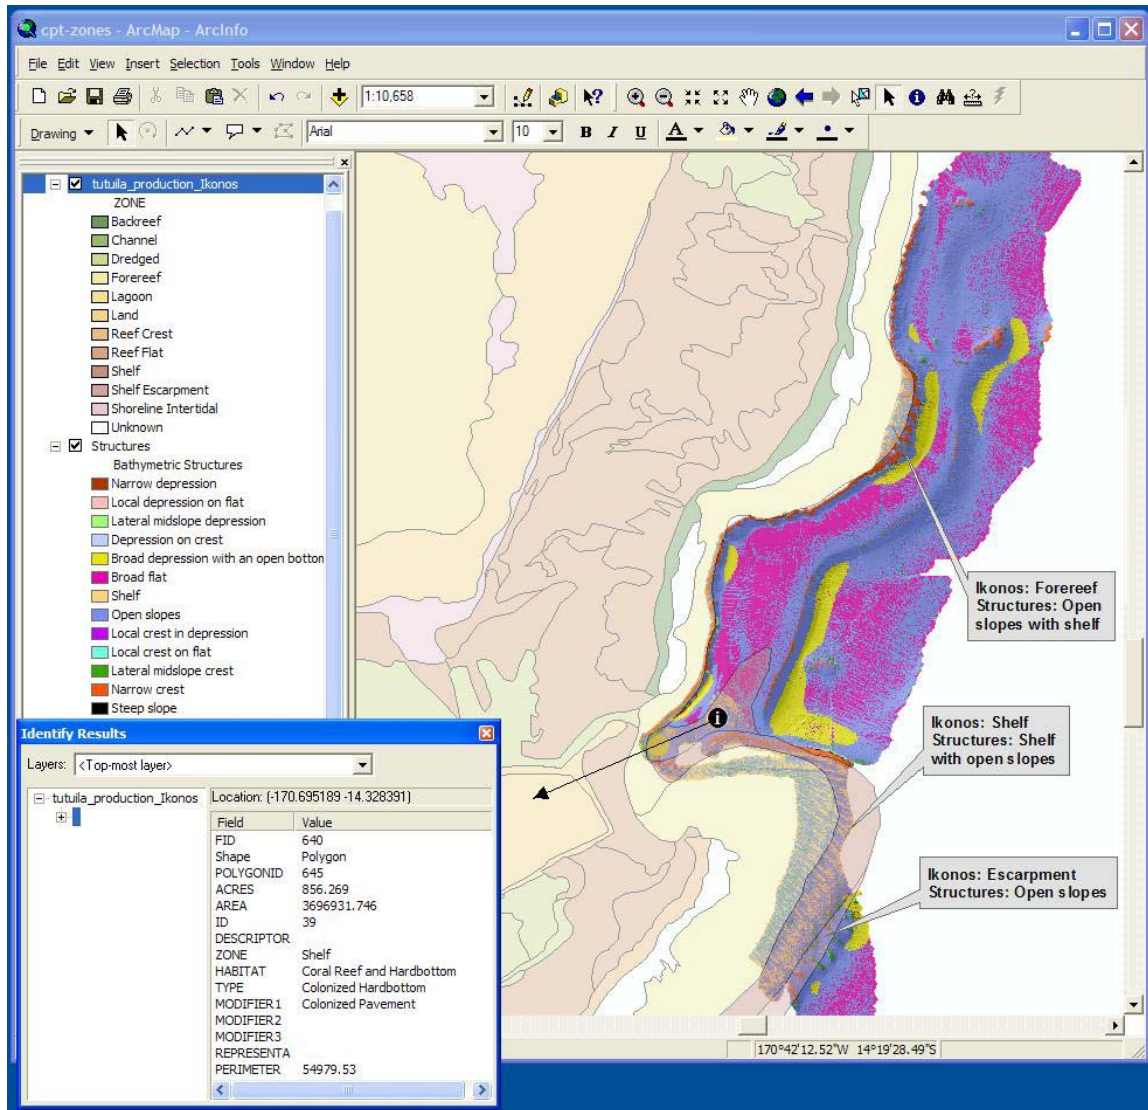 cpt-zones - ArcMap - ArcInfo
File Edit View Insert Selection Tools Window Help
1:10,658
Drawing Arial 10 B I U A
tutuila_production_Ikonos
ZONE
Backreef
Channel
Dredged
Forereef
Lagoon
Land
Reef Crest
Reef Flat
Shelf
Shelf Escarpment
Shoreline Intertidal
Unknown
Structures
Bathymetric Structures
Narrow depression
Local depression on flat
Lateral midslope depression
Depression on crest
Broad depression with an open bottom
Broad flat
Shelf
Open slopes
Local crest in depression
Local crest on flat
Lateral midslope crest
Narrow crest
Steep slope
Ikonos: Forereef
Structures: Open
slopes with shelf
Ikonos: Shelf
Structures: Shelf
with open slopes
Ikonos: Escarpment
Structures: Open slopes
Identify Results
Layers: <Top-most layer>
tutuila_production_Ikonos
Location: (-170.695189 -14.328391)
Field Value
FID 640
Shape Polygon
POLYGONID 645
ACRES 856.269
AREA 3696931.746
ID 39
DESCRIPTOR
ZONE Shelf
HABITAT Coral Reef and Hardbottom
TYPE Colonized Hardbottom
MODIFIER1 Colonized Pavement
MODIFIER2
MODIFIER3
REPRESENTA
PERIMETER 54979.53
170°42'12.52"W 14°19'28.49"S